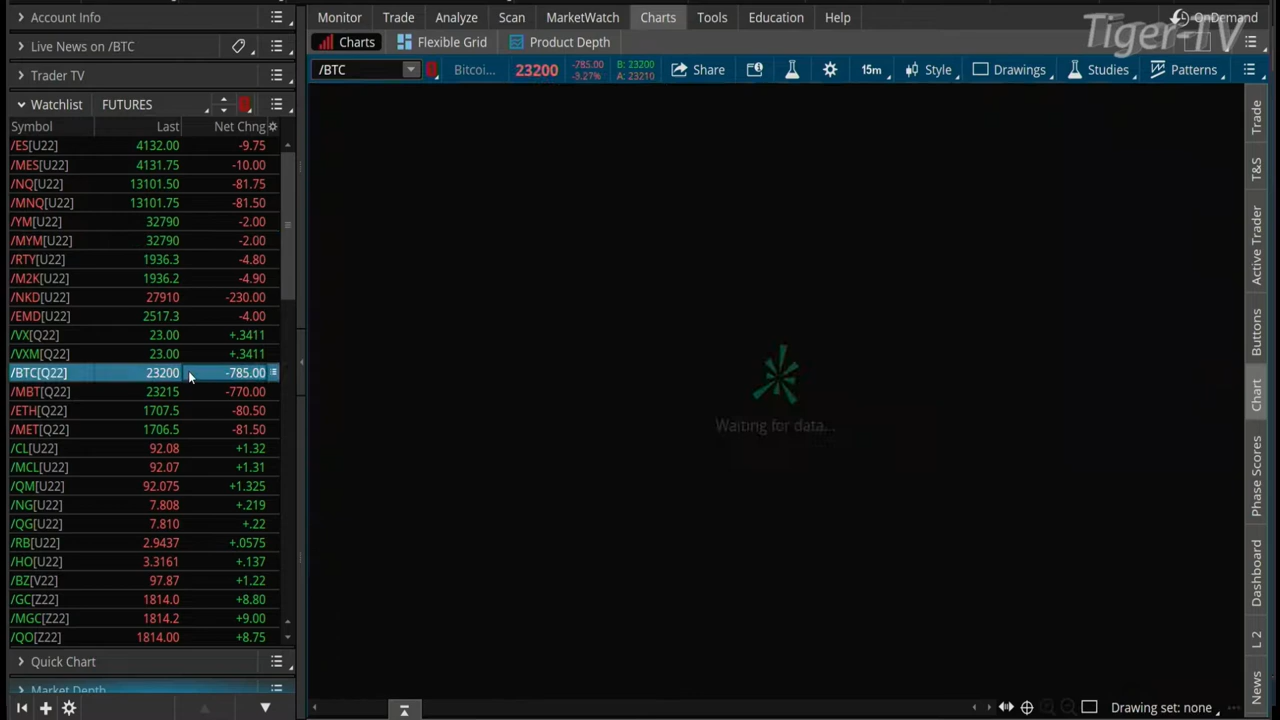 Account Info
Live News on /BTC
Trader TV
Watchlist FUTURES
Symbol Last Net Chng
/ES[U22] 4132.00 -9.75
/MES[U22] 4131.75 -10.00
/NQ[U22] 13101.50 -81.75
/MNQ[U22] 13101.75 -81.50
/YM[U22] 32790 -2.00
/MYM[U22] 32790 -2.00
/RTY[U22] 1936.3 -4.80
/M2K[U22] 1936.2 -4.90
/NKD[U22] 27910 -230.00
/EMD[U22] 2517.3 -4.00
/VX[Q22] 23.00 +.3411
/VXM[Q22] 23.00 +.3411
/BTC[Q22] 23200 -785.00
/MBT[Q22] 23215 -770.00
/ETH[Q22] 1707.5 -80.50
/MET[Q22] 1706.5 -81.50
/CL[U22] 92.08 +1.32
/MCL[U22] 92.07 +1.31
/QM[U22] 92.075 +1.325
/NG[U22] 7.808 +.219
/QG[U22] 7.810 +.22
/RB[U22] 2.9437 +.0575
/HO[U22] 3.3161 +.137
/BZ[V22] 97.87 +1.22
/GC[Z22] 1814.0 +8.80
/MGC[Z22] 1814.2 +9.00
/QO[Z22] 1814.00 +8.75
Quick Chart
Market Depth
Monitor Trade Analyze Scan MarketWatch Charts Tools Education Help
OnDemand
Tiger-TV
Charts Flexible Grid Product Depth
/BTC Bitcoi... 23200 -785.00 B: 23200 Share 15m Style Drawings Studies Patterns
-3.27% A: 23210
Waiting for data...
Trade
T&S
Active Trader
Buttons
Chart
Phase Scores
Dashboard
L 2
News
Drawing set: none